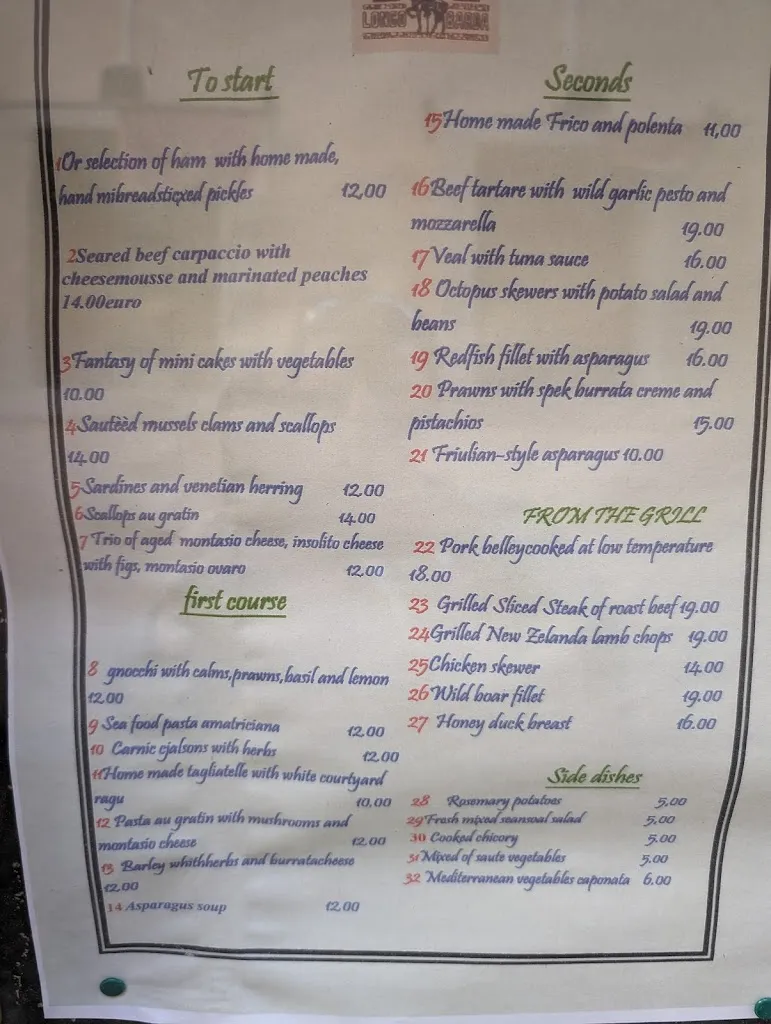 LONGO BARDA
To start
1Or selection of ham with home made,
hand mibreadsticxed pickles 12,00
2Seared beef carpaccio with
cheesemousse and marinated peaches
14.00euro
3Fantasy of mini cakes with vegetables
10.00
4Sautèèd mussels clams and scallops
14.00
5Sardines and venetian herring 12,00
6Scallops au gratin 14.00
7 Trio of aged montasio cheese, insolito cheese
with figs, montasio ovaro 12,00
first course
8 gnocchi with calms,prawns,basil and lemon
12,00
9 Sea food pasta amatriciana 12.00
10 Carnic cjalsons with herbs 12,00
11Home made tagliatelle with white courtyard
ragu 10,00
12 Pasta au gratin with mushrooms and
montasio cheese 12.00
13 Barley whithherbs and burratacheese
12.00
14 Asparagus soup 12,00
Seconds
15Home made Frico and polenta 11,00
16Beef tartare with wild garlic pesto and
mozzarella 19.00
17Veal with tuna sauce 16.00
18 Octopus skewers with potato salad and
beans 19.00
19 Redfish fillet with asparagus 16.00
20 Prawns with spek burrata creme and
pistachios 15.00
21 Friulian-style asparagus 10.00
FROM THE GRILL
22 Pork belleycooked at low temperature
18.00
23 Grilled Sliced Steak of roast beef 19.00
24Grilled New Zelanda lamb chops 19.00
25Chicken skewer 14.00
26Wild boar fillet 19.00
27 Honey duck breast 16.00
Side dishes
28 Rosemary potatoes 5,00
29Fresh mixed seansoal salad 5.00
30 Cooked chicory 5.00
31Mixed of saute vegetables 5.00
32 Mediterranean vegetables caponata 6.00